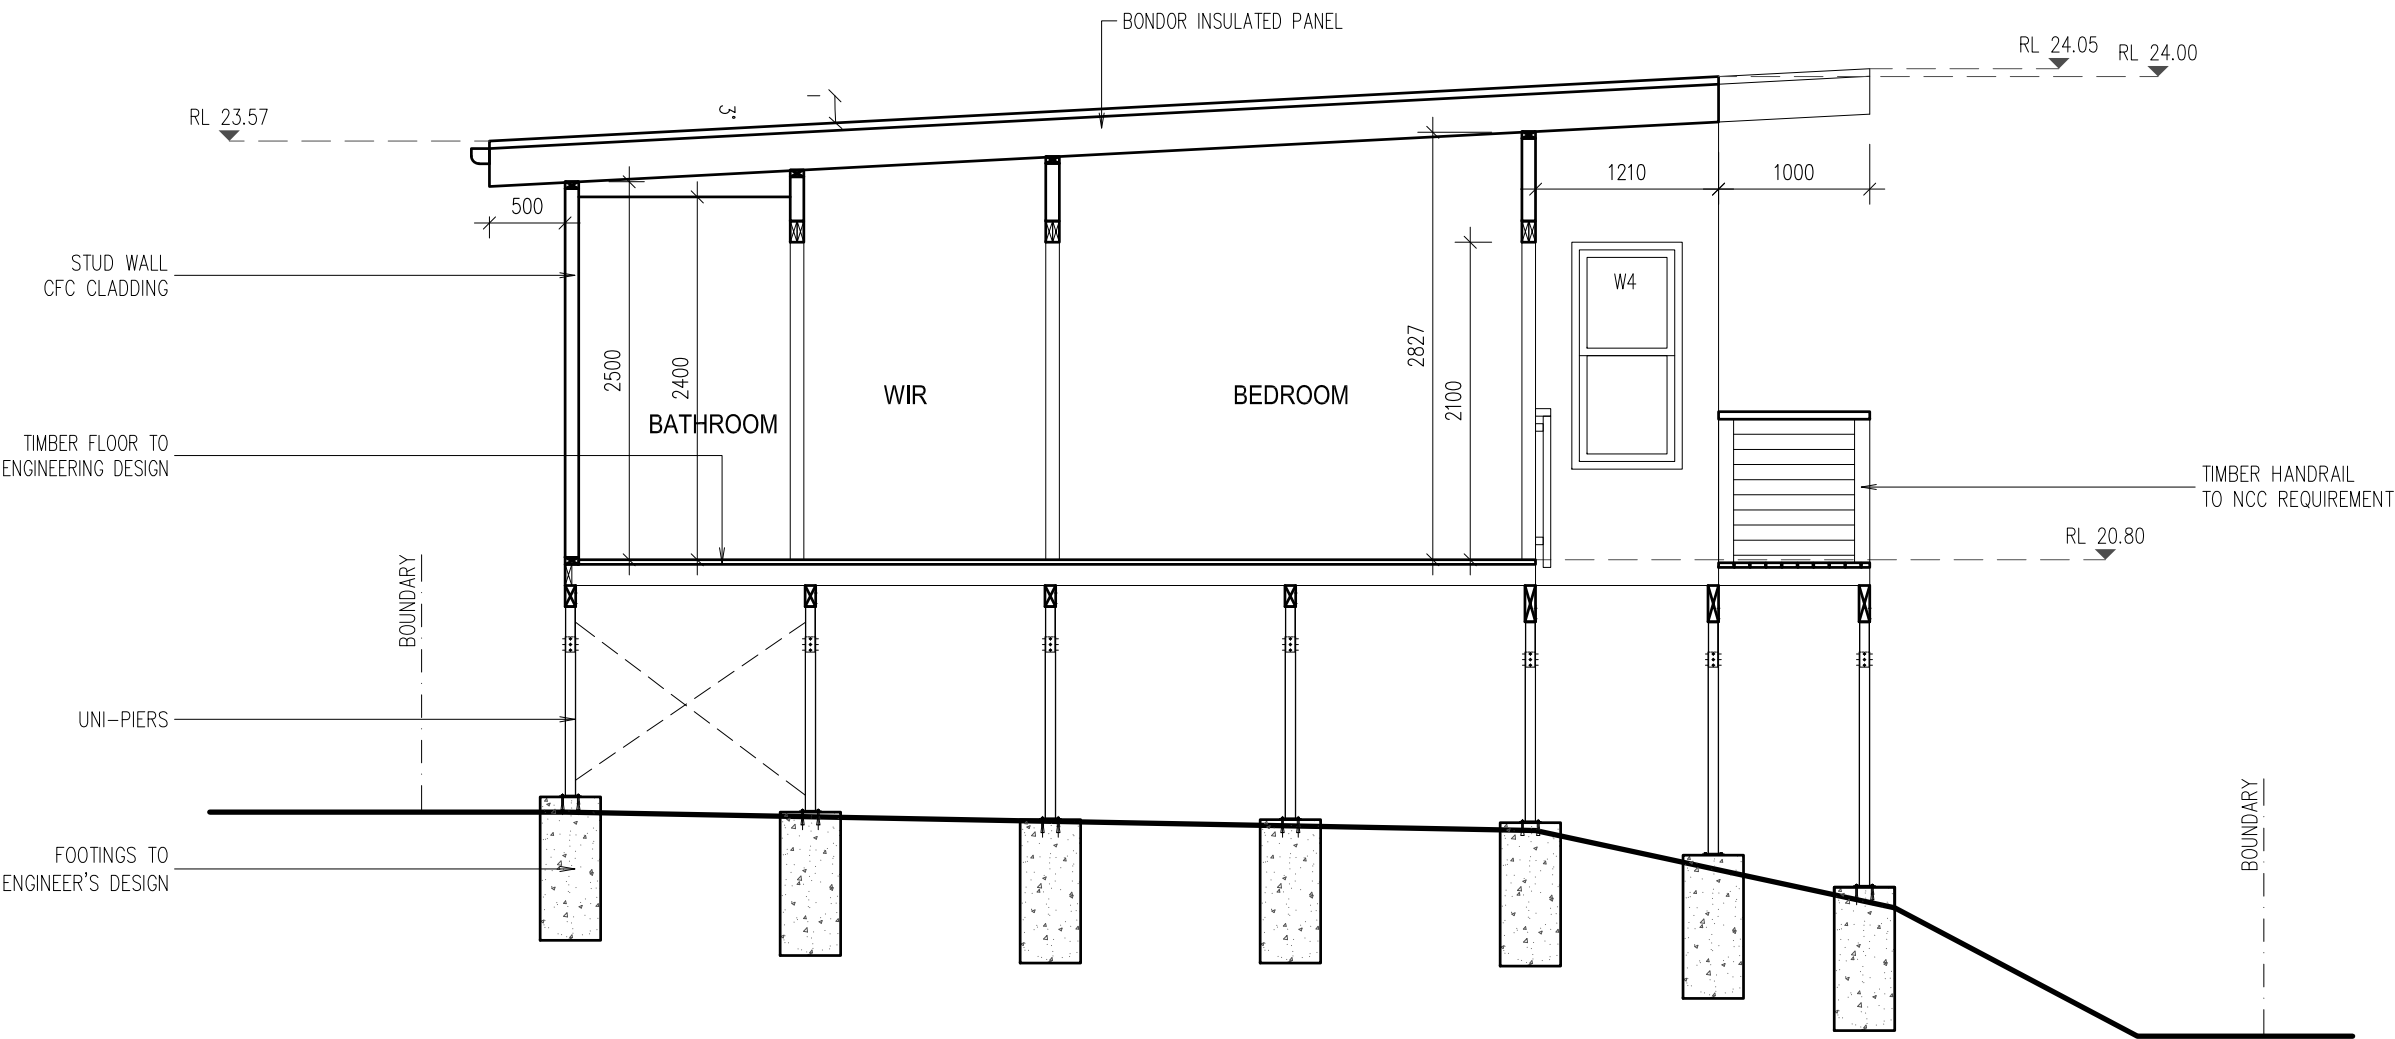 BONDOR INSULATED PANEL
RL 24.05
RL 24.00
RL 23.57
3°
1210
1000
500
STUD WALL
CFC CLADDING
W4
2500
2400
2827
2100
BATHROOM
WIR
BEDROOM
TIMBER FLOOR TO
ENGINEERING DESIGN
TIMBER HANDRAIL
TO NCC REQUIREMENT
RL 20.80
BOUNDARY
UNI-PIERS
BOUNDARY
FOOTINGS TO
ENGINEER'S DESIGN